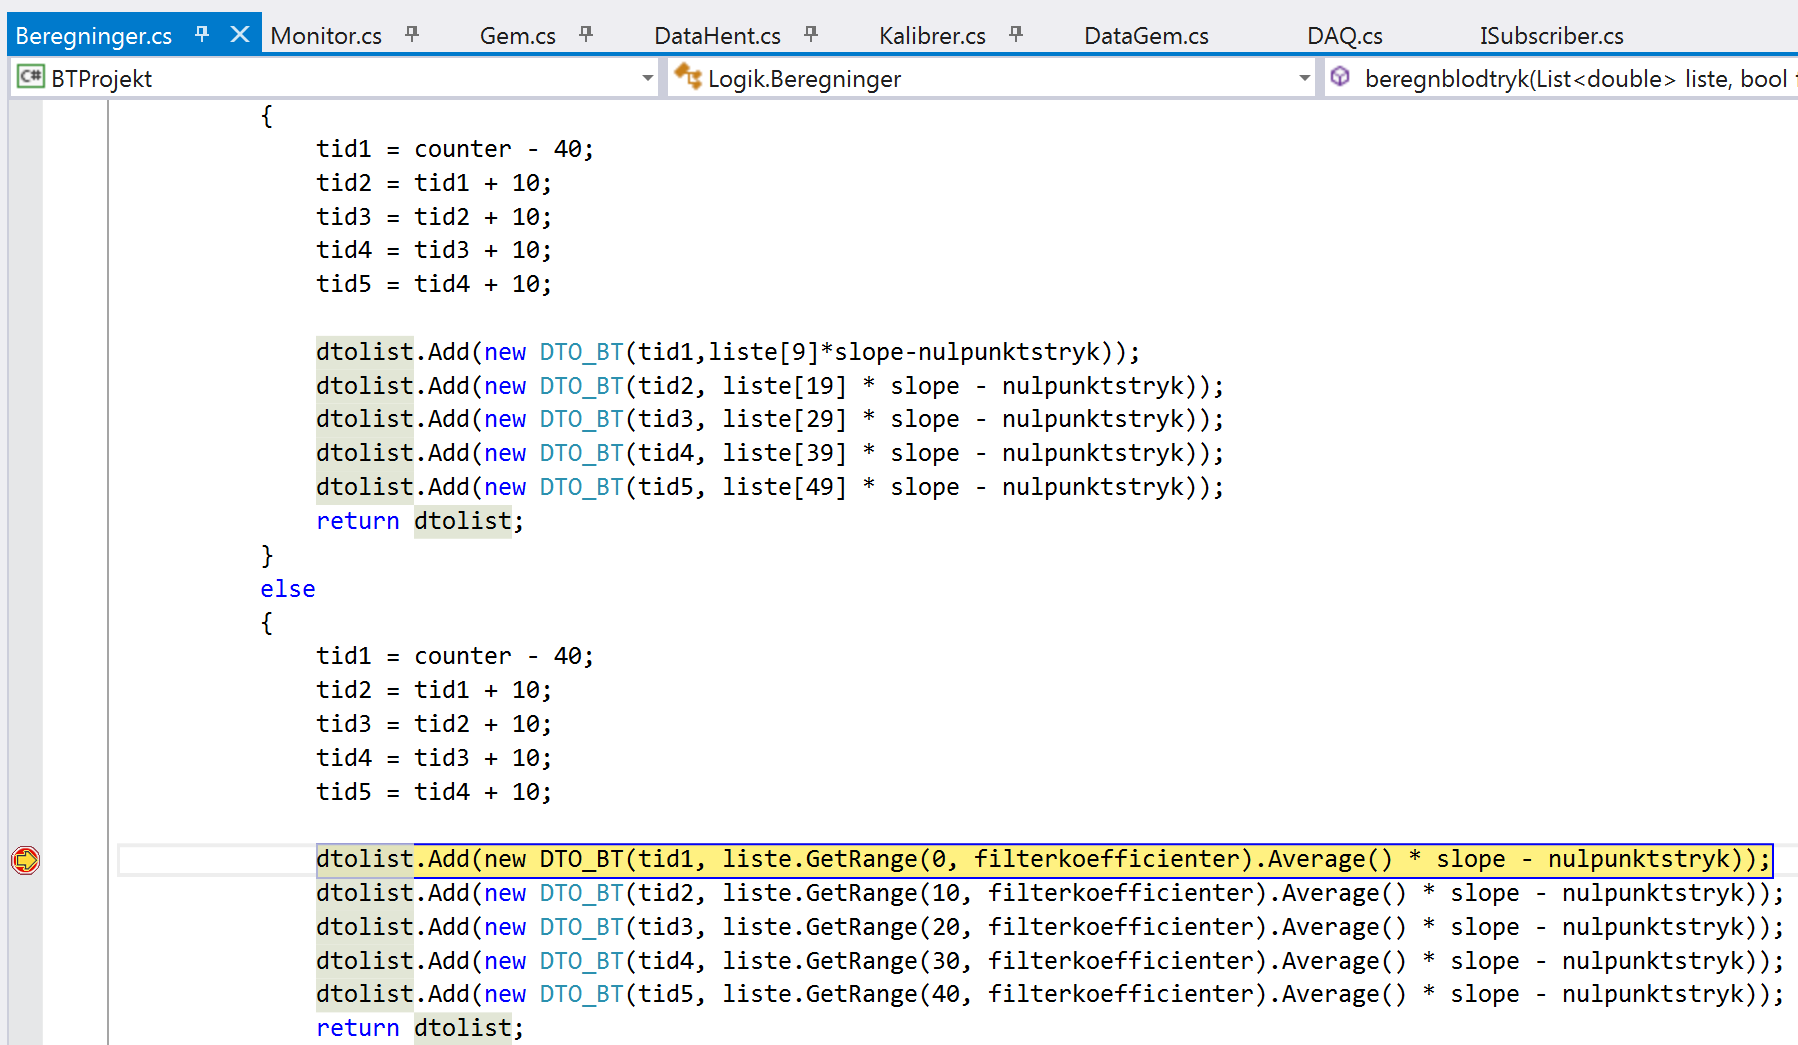 Beregninger.cs Monitor.cs Gem.cs DataHent.cs Kalibrer.cs DataGem.cs DAQ.cs ISubscriber.cs
C# BTProjekt Logik.Beregninger beregnblodtryk(List<double> liste, bool
{
tid1 = counter - 40;
tid2 = tid1 + 10;
tid3 = tid2 + 10;
tid4 = tid3 + 10;
tid5 = tid4 + 10;
dtolist.Add(new DTO_BT(tid1,liste[9]*slope-nulpunktstryk));
dtolist.Add(new DTO_BT(tid2, liste[19] * slope - nulpunktstryk));
dtolist.Add(new DTO_BT(tid3, liste[29] * slope - nulpunktstryk));
dtolist.Add(new DTO_BT(tid4, liste[39] * slope - nulpunktstryk));
dtolist.Add(new DTO_BT(tid5, liste[49] * slope - nulpunktstryk));
return dtolist;
}
else
{
tid1 = counter - 40;
tid2 = tid1 + 10;
tid3 = tid2 + 10;
tid4 = tid3 + 10;
tid5 = tid4 + 10;
dtolist.Add(new DTO_BT(tid1, liste.GetRange(0, filterkoefficienter).Average() * slope - nulpunktstryk));
dtolist.Add(new DTO_BT(tid2, liste.GetRange(10, filterkoefficienter).Average() * slope - nulpunktstryk));
dtolist.Add(new DTO_BT(tid3, liste.GetRange(20, filterkoefficienter).Average() * slope - nulpunktstryk));
dtolist.Add(new DTO_BT(tid4, liste.GetRange(30, filterkoefficienter).Average() * slope - nulpunktstryk));
dtolist.Add(new DTO_BT(tid5, liste.GetRange(40, filterkoefficienter).Average() * slope - nulpunktstryk));
return dtolist;